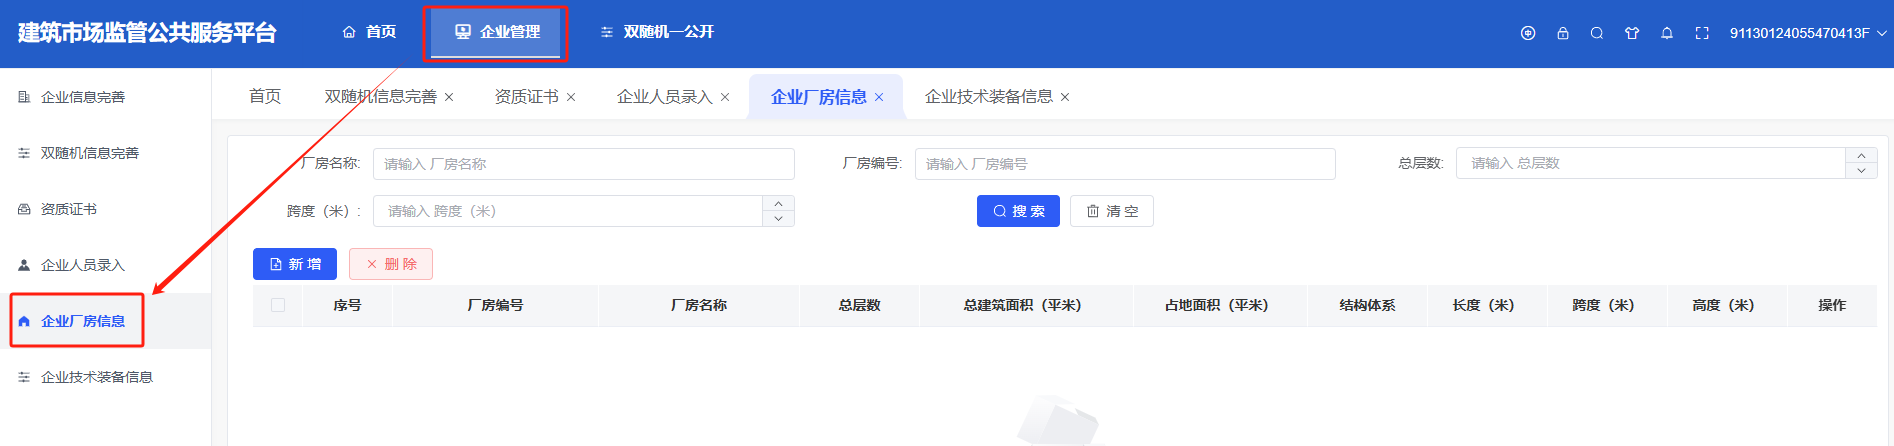 建筑市场监管公共服务平台 首页 企业管理 双随机一公开 91130124055470413F
企业信息完善
双随机信息完善
资质证书
企业人员录入
企业厂房信息
企业技术装备信息
首页 双随机信息完善 × 资质证书 × 企业人员录入 × 企业厂房信息 × 企业技术装备信息 ×
厂房名称: 请输入 厂房名称 厂房编号: 请输入 厂房编号 总层数: 请输入 总层数
跨度（米）: 请输入 跨度（米） 搜 索 清 空
新 增 × 删 除
序号 厂房编号 厂房名称 总层数 总建筑面积（平米） 占地面积（平米） 结构体系 长度（米） 跨度（米） 高度（米） 操作